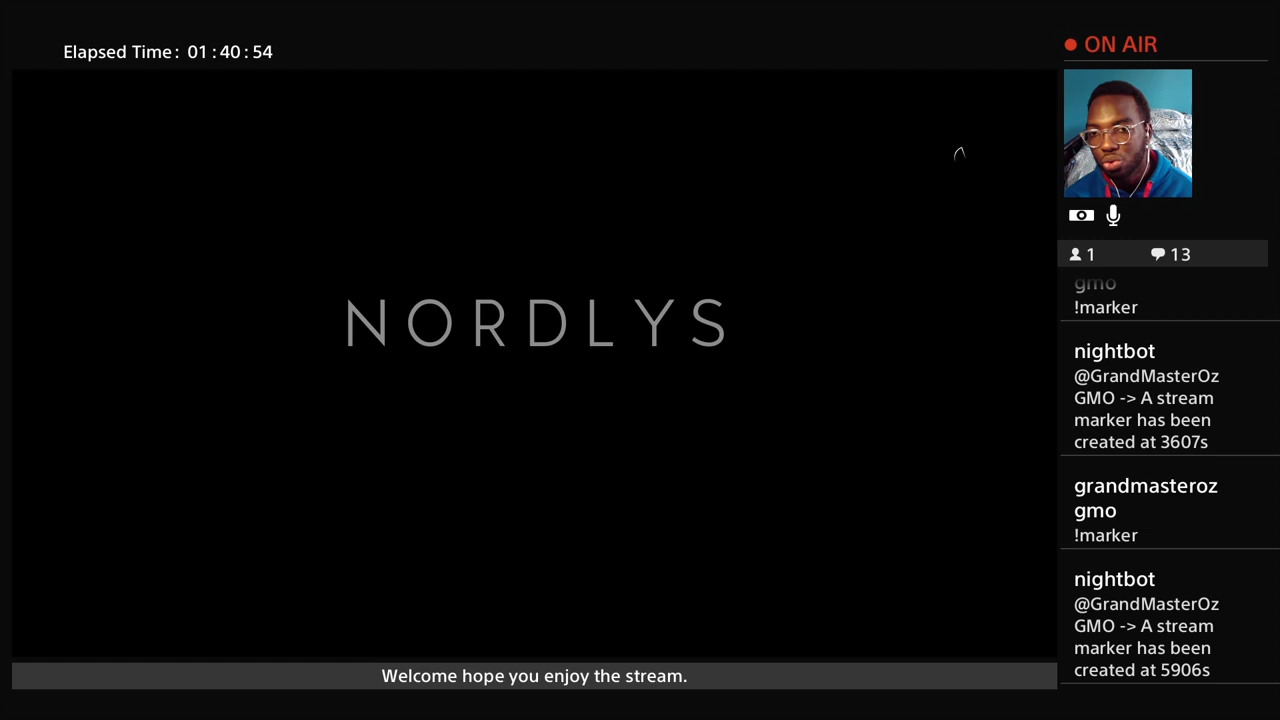 Elapsed Time: 01:40:54
ON AIR
NORDLYS
1
13
gmo
!marker
nightbot
@GrandMasterOz
GMO -> A stream
marker has been
created at 3607s
grandmasteroz
gmo
!marker
nightbot
@GrandMasterOz
GMO -> A stream
marker has been
created at 5906s
Welcome hope you enjoy the stream.